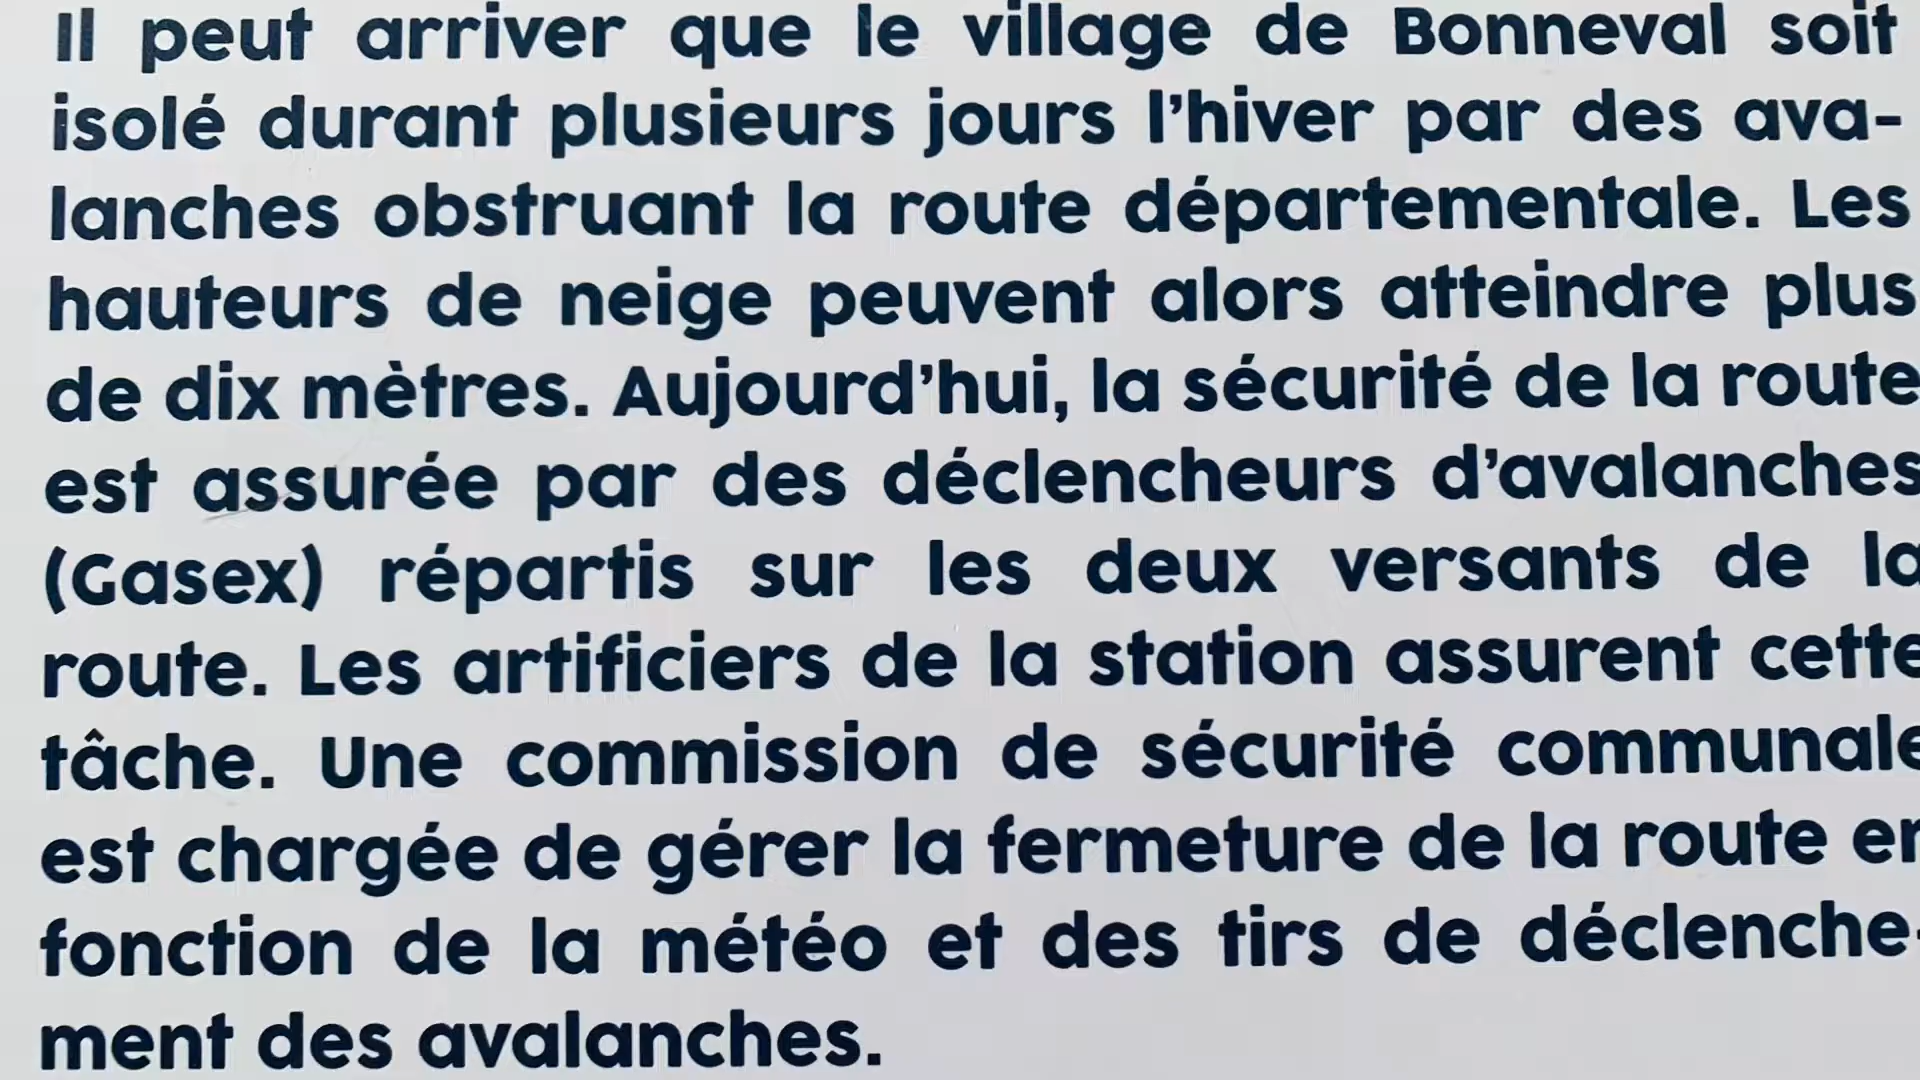 Il peut arriver que le village de Bonneval soit
isolé durant plusieurs jours l’hiver par des ava-
lanches obstruant la route départementale. Les
hauteurs de neige peuvent alors atteindre plus
de dix mètres. Aujourd’hui, la sécurité de la route
est assurée par des déclencheurs d’avalanches
(Gasex) répartis sur les deux versants de la
route. Les artificiers de la station assurent cette
tâche. Une commission de sécurité communale
est chargée de gérer la fermeture de la route en
fonction de la météo et des tirs de déclenche-
ment des avalanches.